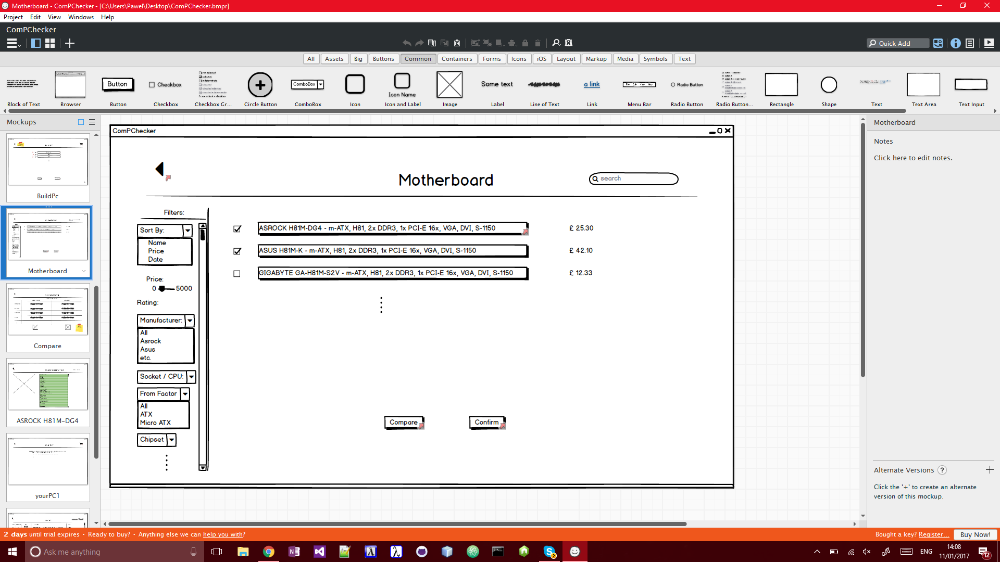 Motherboard - ComPChecker - [C:\Users\Pawel\Desktop\ComPChecker.bmpr]
Project Edit View Windows Help
ComPChecker
Quick Add
All Assets Big Buttons Common Containers Forms Icons iOS Layout Markup Media Symbols Text
Button
Checkbox
ComboBox
Icon Name
Some text
a link
Radio Button
Block of Text Browser Button Checkbox Checkbox Gr... Circle Button ComboBox Icon Icon and Label Image Label Line of Text Link Menu Bar Radio Button Radio Button... Rectangle Shape Text Text Area Text Input
Mockups
BuildPc
Motherboard
Compare
ASROCK H81M-DG4
yourPC1
ComPChecker
Motherboard
search
Filters:
Sort By:
Name
Price
Date
Price:
0 5000
Rating:
Manufacturer:
All
Asrock
Asus
etc.
Socket / CPU:
From Factor
All
ATX
Micro ATX
Chipset
ASROCK H81M-DG4 - m-ATX, H81, 2x DDR3, 1x PCI-E 16x, VGA, DVI, S-1150 £ 25.30
ASUS H81M-K - m-ATX, H81, 2x DDR3, 1x PCI-E 16x, VGA, DVI, S-1150 £ 42.10
GIGABYTE GA-H81M-S2V - m-ATX, H81, 2x DDR3, 1x PCI-E 16x, VGA, DVI, S-1150 £ 12.33
Compare Confirm
Motherboard
Notes
Click here to edit notes.
Alternate Versions ?
Click the '+' to create an alternate
version of this mockup.
2 days until trial expires · Ready to buy? · Anything else we can help you with?
Bought a key? Register... Buy Now!
Ask me anything
ENG
14:08
11/01/2017
12
2